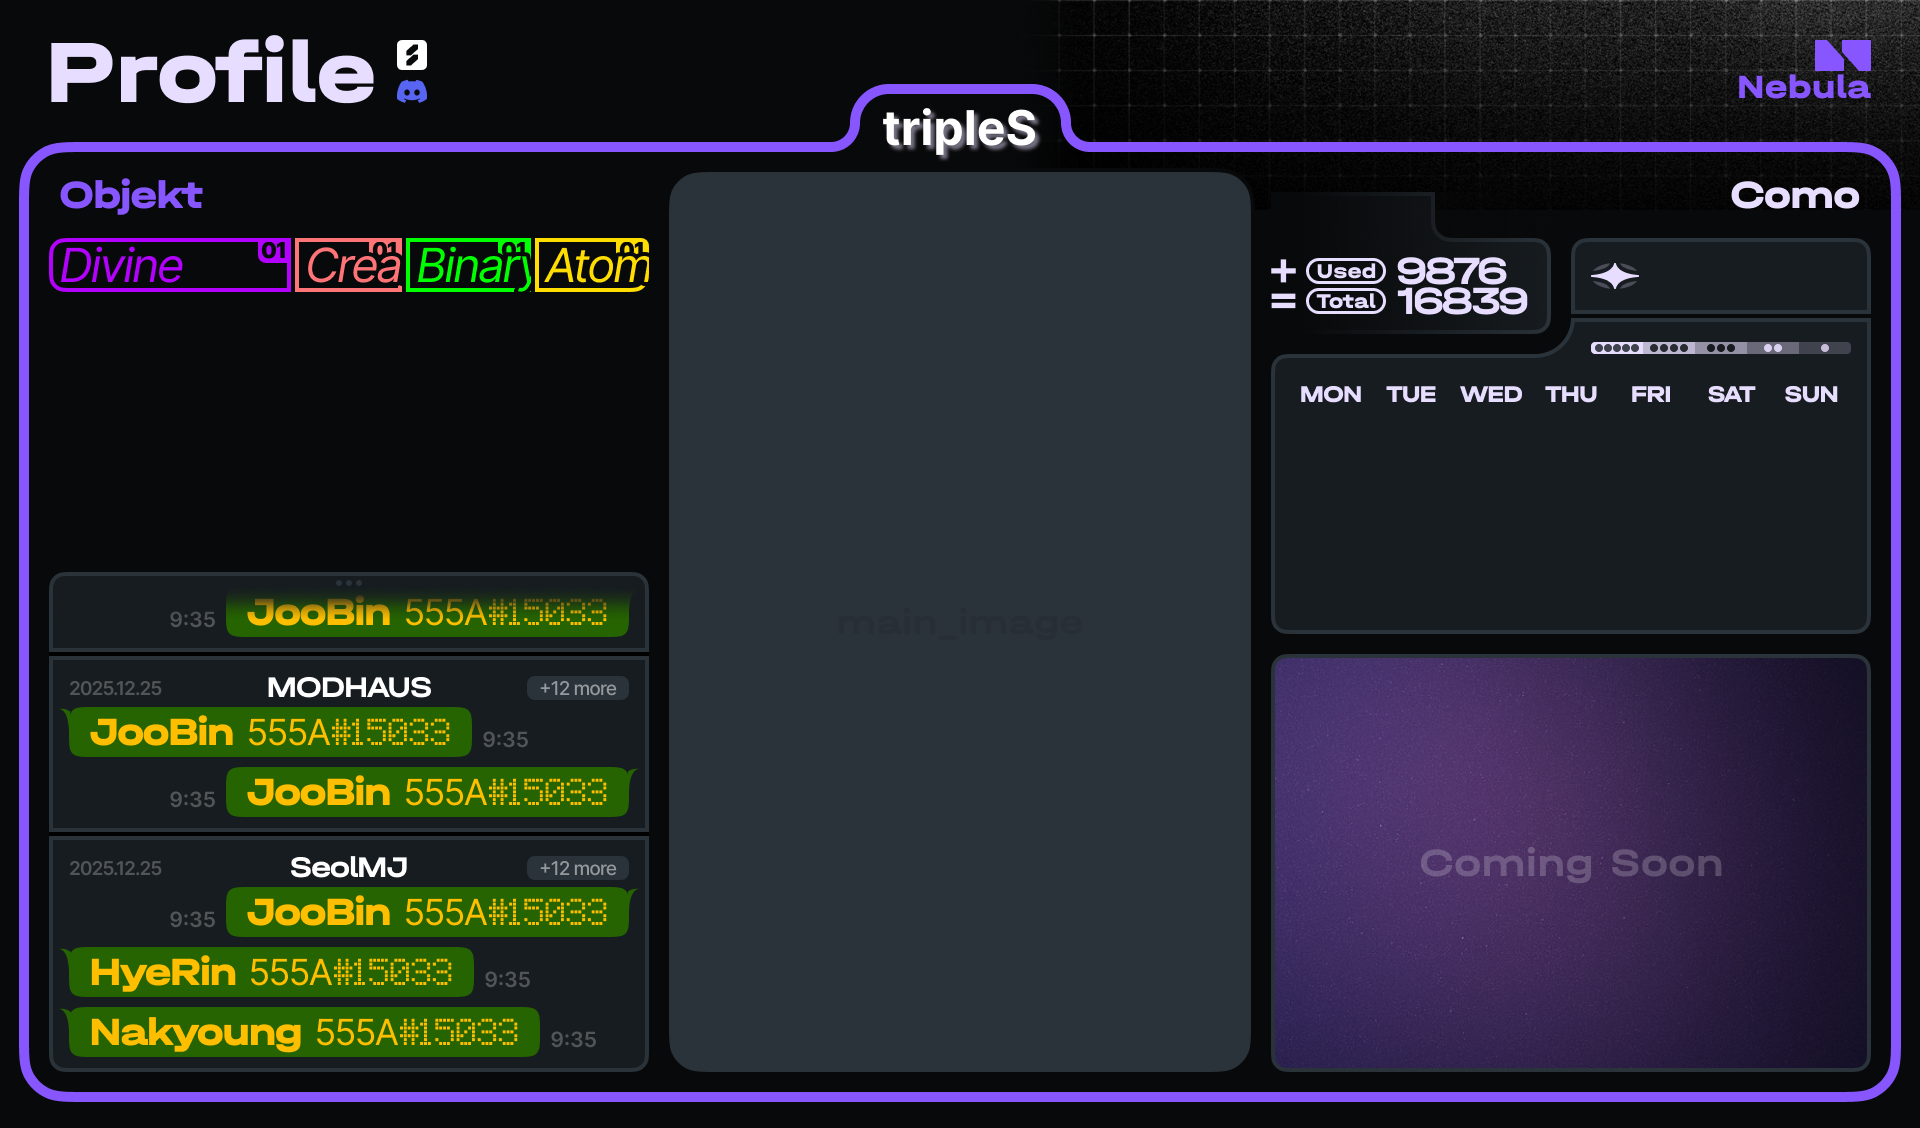 Profile
Nebula
tripleS
Objekt
Divine 01
Crea 01
Binary 01
Atom 01
9:35 JooBin 555A#15033
2025.12.25 MODHAUS +12 more
JooBin 555A#15033 9:35
9:35 JooBin 555A#15033
2025.12.25 SeolMJ +12 more
9:35 JooBin 555A#15033
HyeRin 555A#15033 9:35
Nakyoung 555A#15033 9:35
main_image
Como
+ Used 9876
= Total 16839
MON TUE WED THU FRI SAT SUN
Coming Soon